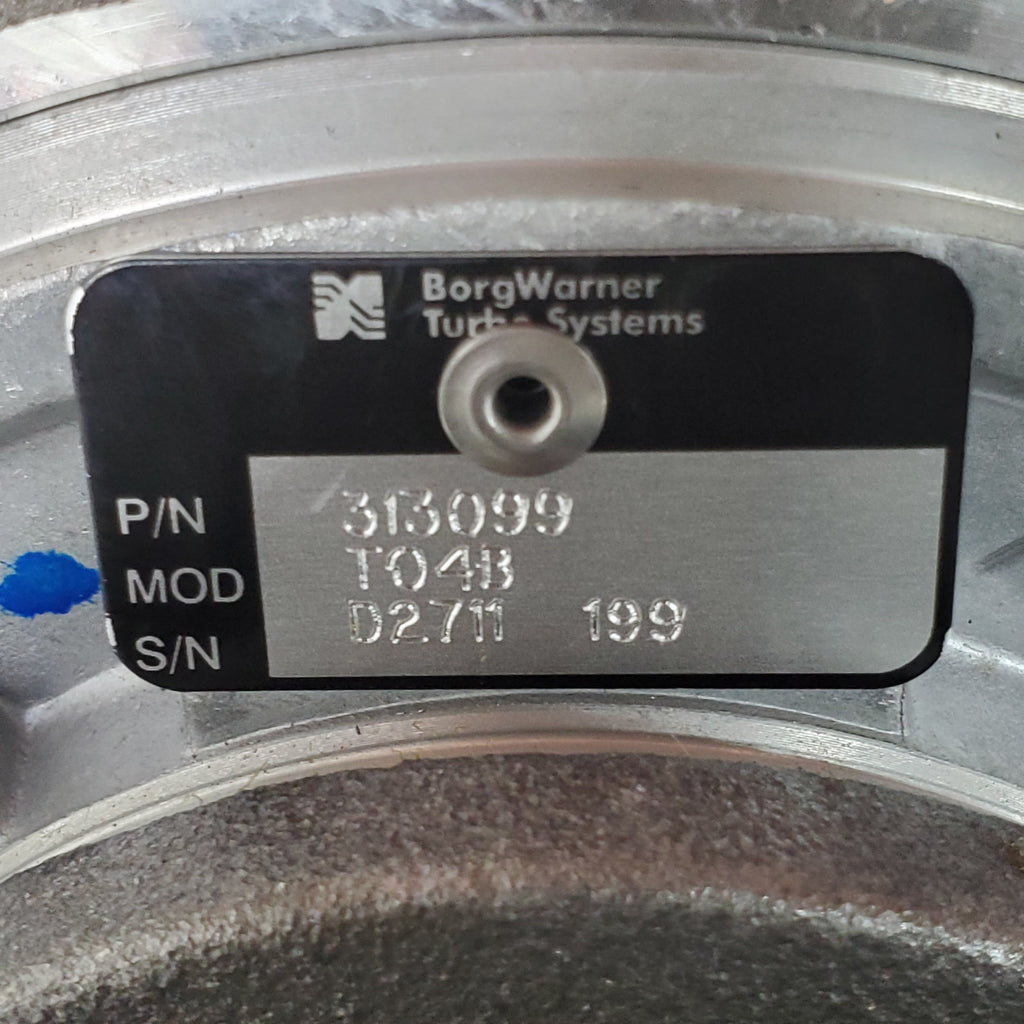 BorgWarner
Turbo Systems
P/N 313099
MOD T04B
S/N D2711 199